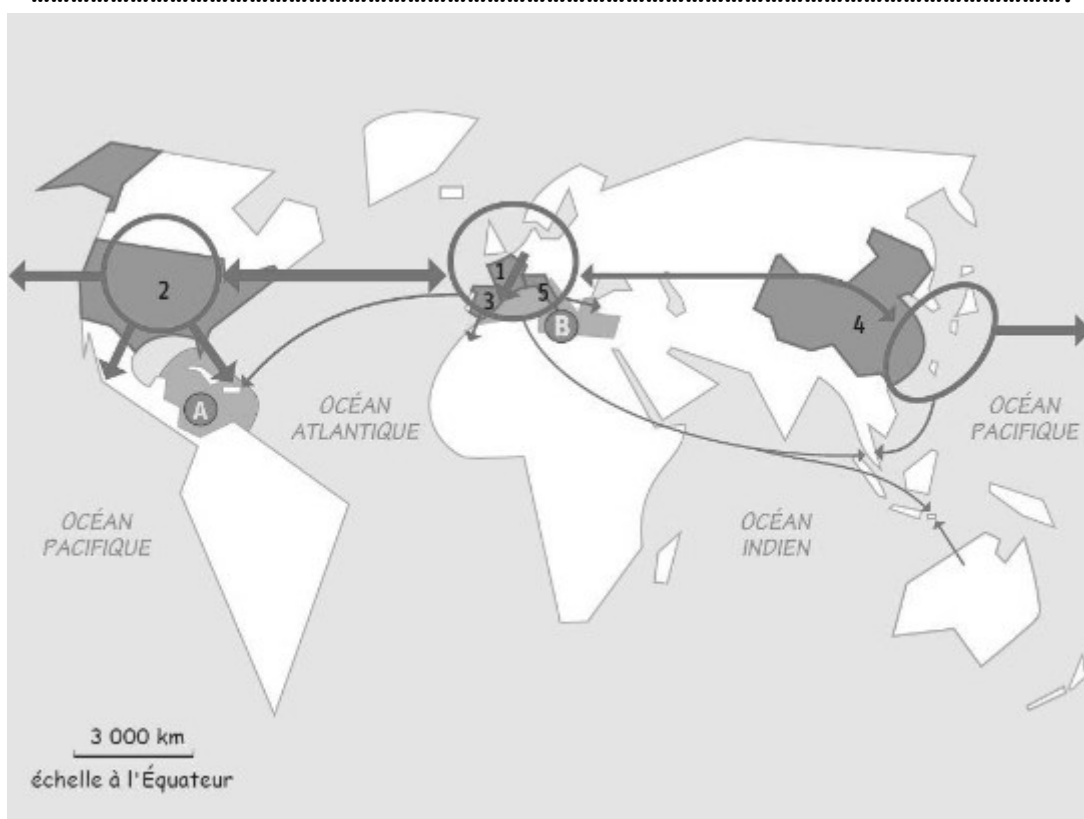 1
2
3
5
4
B
A
OCÉAN
ATLANTIQUE
OCÉAN
PACIFIQUE
OCÉAN
PACIFIQUE
OCÉAN
INDIEN
3 000 km
échelle à l'Équateur